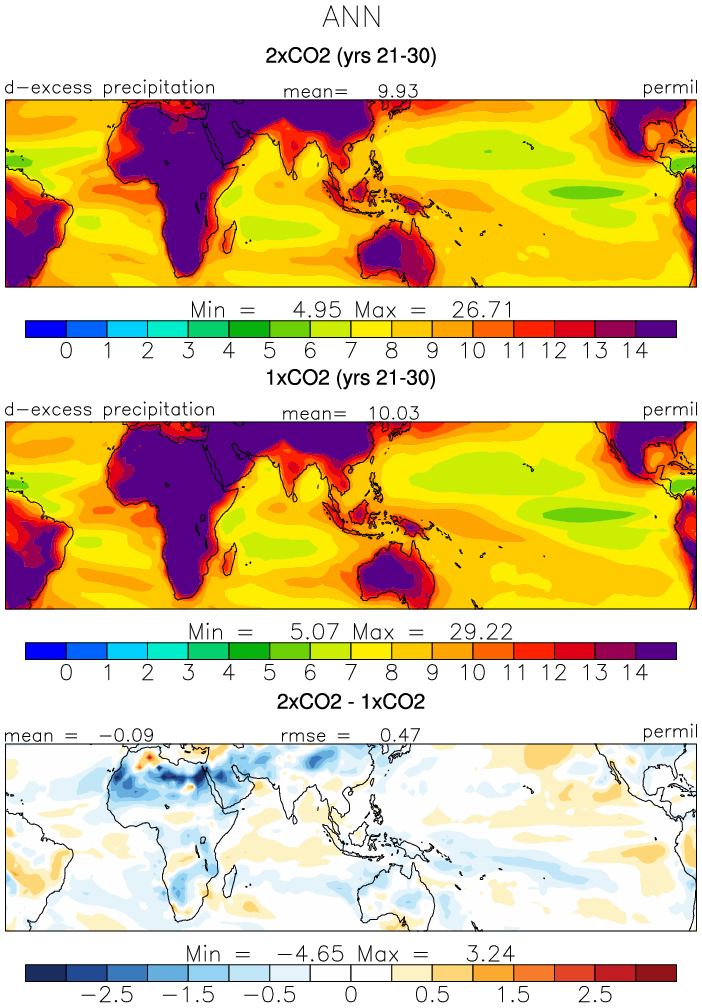 ANN
2xCO2 (yrs 21-30)
d-excess precipitation mean= 9.93 permil
Min = 4.95 Max = 26.71
0 1 2 3 4 5 6 7 8 9 10 11 12 13 14
1xCO2 (yrs 21-30)
d-excess precipitation mean= 10.03 permil
Min = 5.07 Max = 29.22
0 1 2 3 4 5 6 7 8 9 10 11 12 13 14
2xCO2 - 1xCO2
mean = -0.09 rmse = 0.47 permil
Min = -4.65 Max = 3.24
-2.5 -1.5 -0.5 0 0.5 1.5 2.5